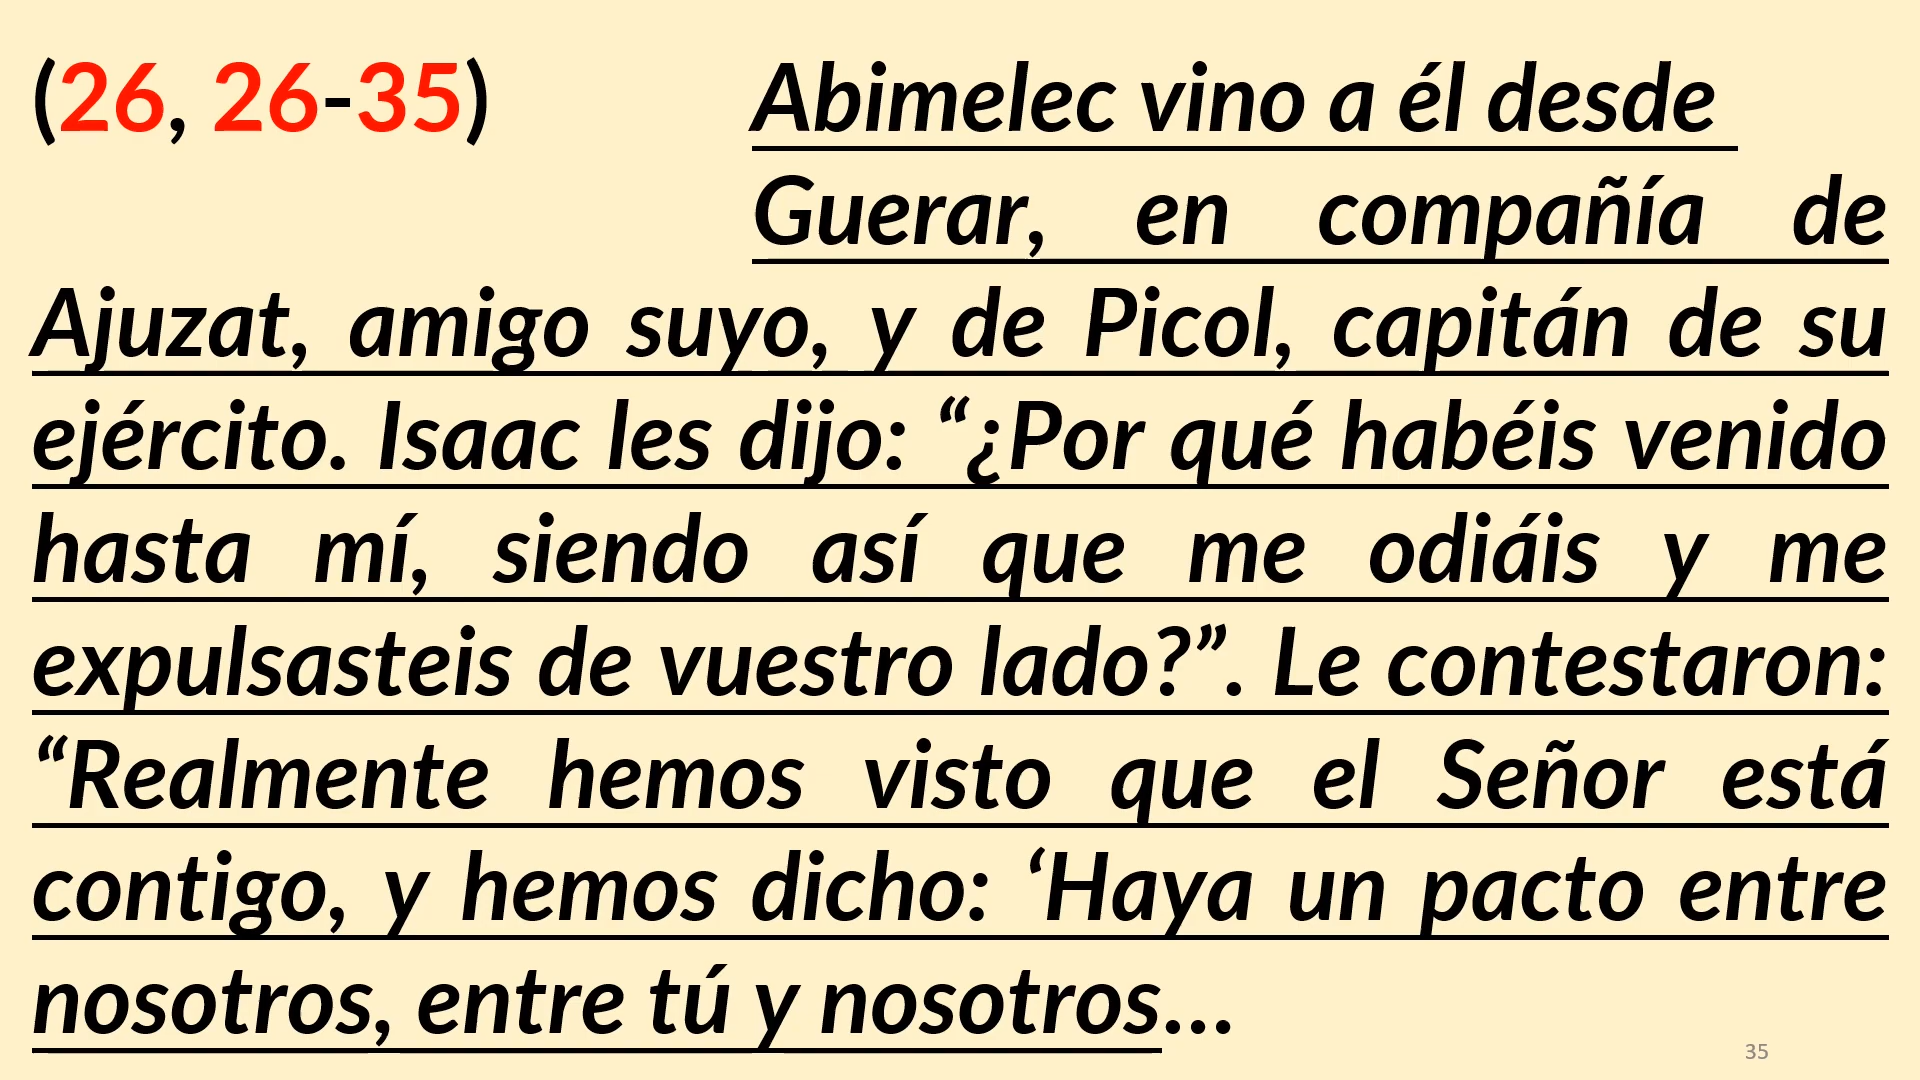 (26, 26-35) Abimelec vino a él desde
Guerar, en compañía de
Ajuzat, amigo suyo, y de Picol, capitán de su
ejército. Isaac les dijo: “¿Por qué habéis venido
hasta mí, siendo así que me odiáis y me
expulsasteis de vuestro lado?”. Le contestaron:
“Realmente hemos visto que el Señor está
contigo, y hemos dicho: ‘Haya un pacto entre
nosotros, entre tú y nosotros...
35